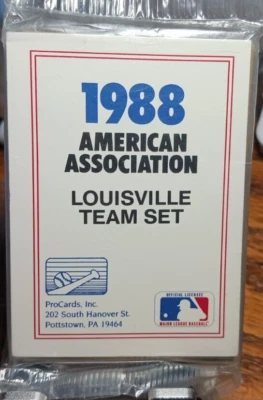 1988
AMERICAN
ASSOCIATION
LOUISVILLE
TEAM SET
ProCards, Inc.
202 South Hanover St.
Pottstown, PA 19464
OFFICIAL LICENSEE
MAJOR LEAGUE BASEBALL